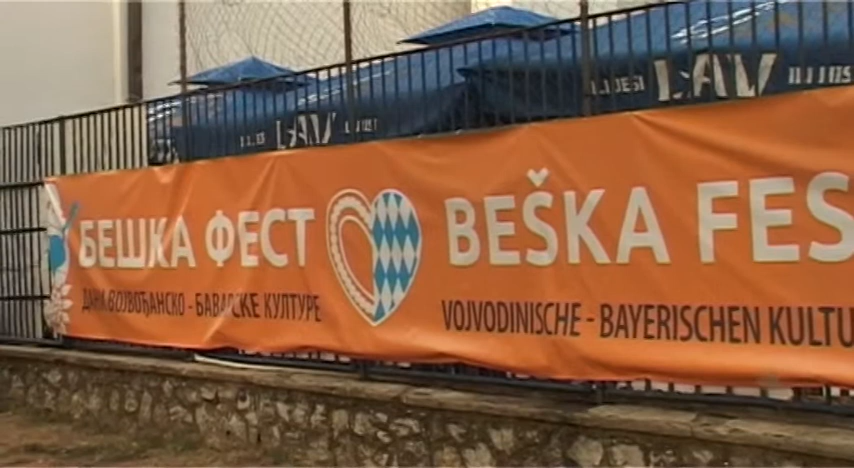 LAV
LAV
БЕШКА ФЕСТ
BEŠKA FES
ДАНИ ВОЈВОЂАНСКО - БАВАРСКЕ КУЛТУРЕ
VOJVODINISCHE - BAYERISCHEN KULTU